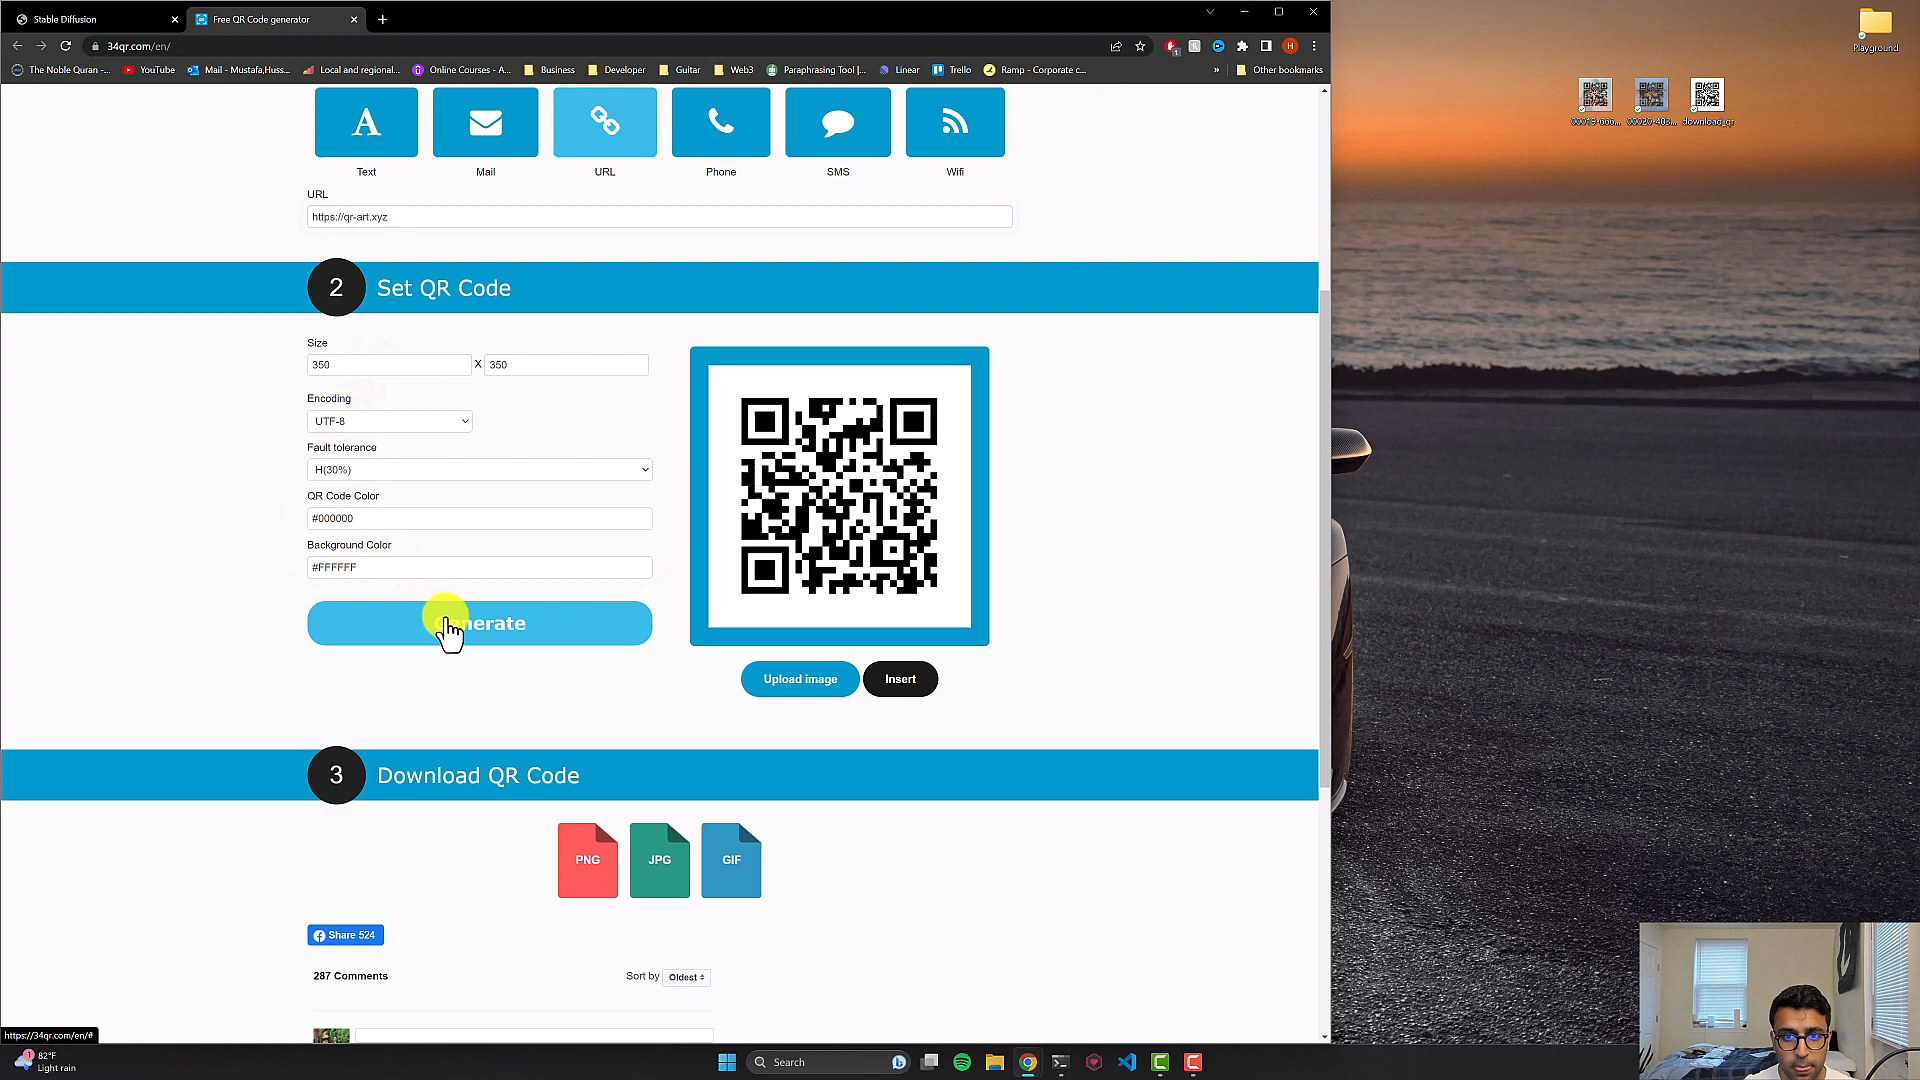 Stable Diffusion
Free QR Code generator
34qr.com/en/
The Noble Quran -...
YouTube
Mail - Mustafa,Huss...
Local and regional...
Online Courses - A...
Business
Developer
Guitar
Web3
Paraphrasing Tool |...
Linear
Trello
Ramp - Corporate c...
»
Other bookmarks
H
Playground
download_qr
A
Text
Mail
URL
Phone
SMS
Wifi
URL
https://qr-art.xyz
2 Set QR Code
Size
350 X 350
Encoding
UTF-8
Fault tolerance
H(30%)
QR Code Color
#000000
Background Color
#FFFFFF
Upload image
Insert
3 Download QR Code
PNG
JPG
GIF
Share 524
287 Comments
Sort by Oldest
https://34qr.com/en/#
1
82°F
Light rain
Search